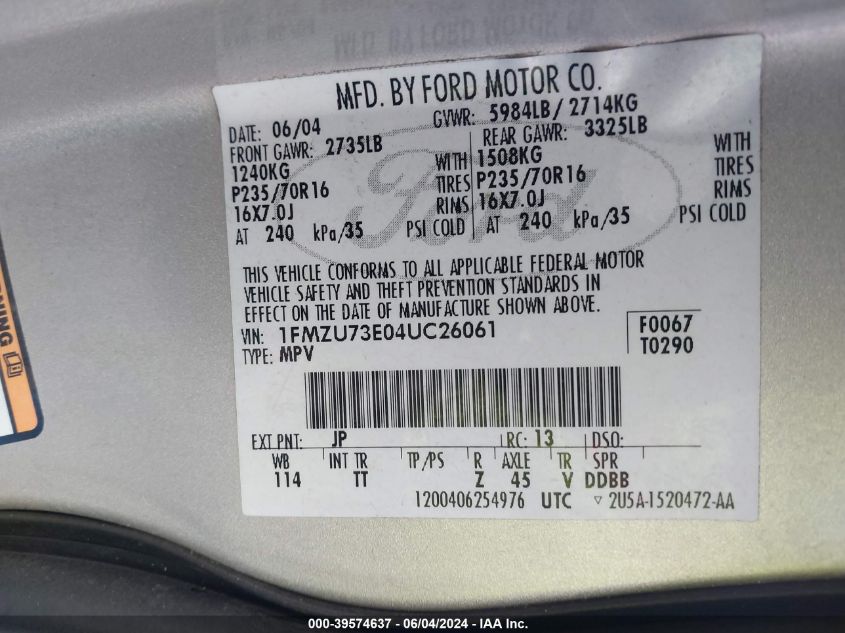 MFD. BY FORD MOTOR CO.
DATE: 06/04 GVWR: 5984LB/ 2714KG
FRONT GAWR: 2735LB REAR GAWR: 3325LB
1240KG WITH 1508KG WITH
P235/70R16 TIRES P235/70R16 TIRES
16X7.0J RIMS 16X7.0J RIMS
AT 240 kPa/35 PSI COLD AT 240 kPa/35 PSI COLD
Ford
THIS VEHICLE CONFORMS TO ALL APPLICABLE FEDERAL MOTOR
VEHICLE SAFETY AND THEFT PREVENTION STANDARDS IN
EFFECT ON THE DATE OF MANUFACTURE SHOWN ABOVE.
VIN: 1FMZU73E04UC26061 F0067
TYPE: MPV T0290
EXT PNT: JP RC: 13 DSO:
WB INT TR TP/PS R AXLE TR SPR
114 TT Z 45 V DDBB
1200406254976 UTC ▽ 2U5A-1520472-AA
000-39574637 - 06/04/2024 - IAA Inc.